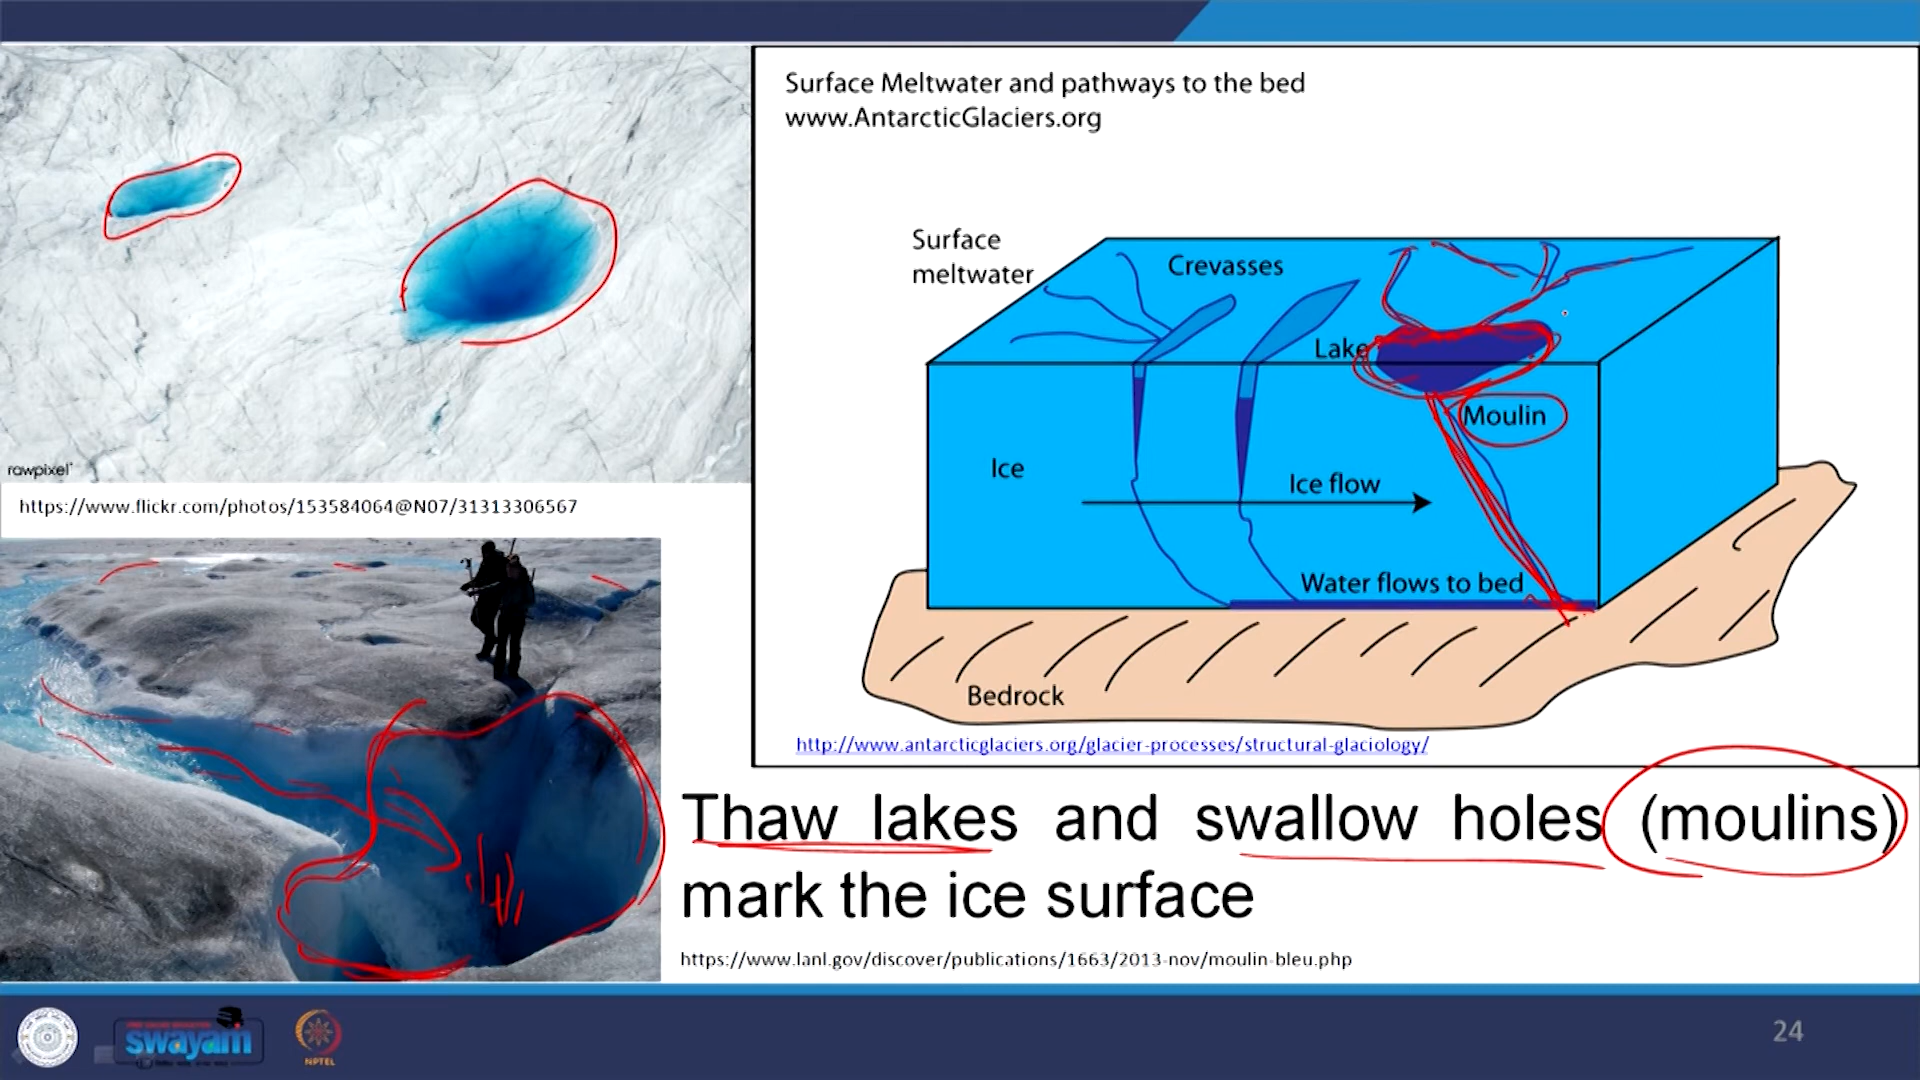 rawpixel
https://www.flickr.com/photos/153584064@N07/31313306567
Surface Meltwater and pathways to the bed
www.AntarcticGlaciers.org
Surface
meltwater
Crevasses
Lake
Moulin
Ice
Ice flow
Water flows to bed
Bedrock
http://www.antarcticglaciers.org/glacier-processes/structural-glaciology/
Thaw lakes and swallow holes (moulins)
mark the ice surface
https://www.lanl.gov/discover/publications/1663/2013-nov/moulin-bleu.php
swayam
NPTEL
24